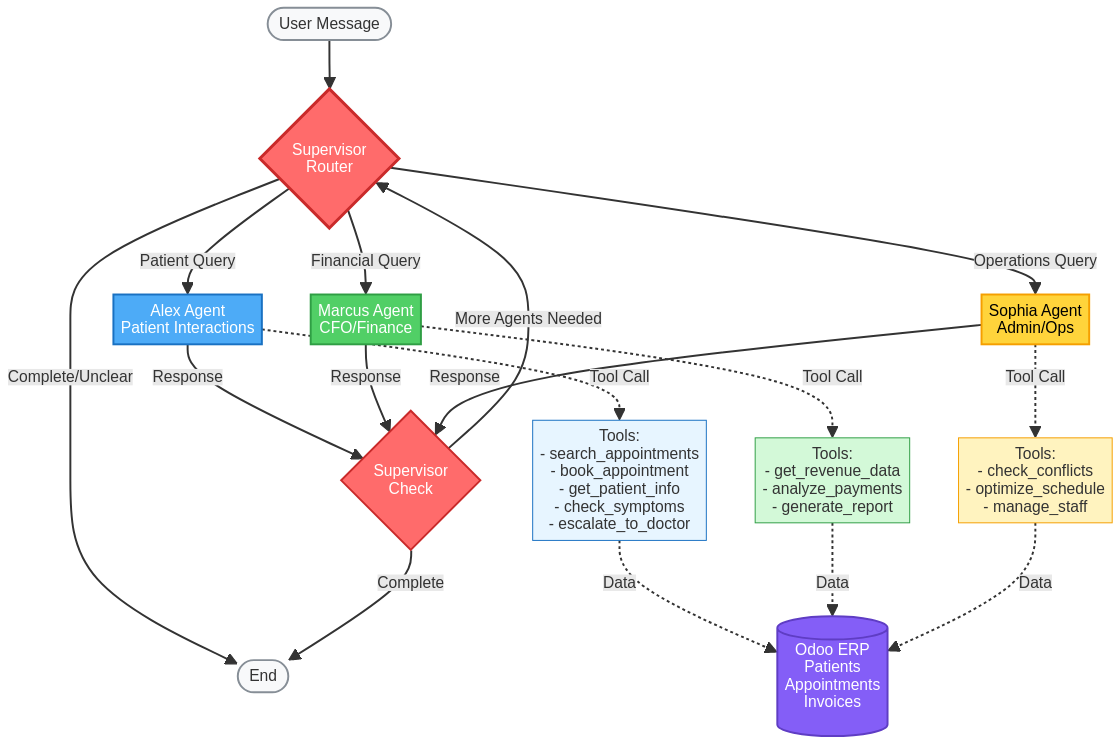 User Message
Supervisor
Router
Patient Query
Financial Query
Operations Query
Alex Agent
Patient Interactions
Marcus Agent
CFO/Finance
Sophia Agent
Admin/Ops
More Agents Needed
Complete/Unclear
Response
Response
Response
Tool Call
Tool Call
Tool Call
Supervisor
Check
Tools:
- search_appointments
- book_appointment
- get_patient_info
- check_symptoms
- escalate_to_doctor
Tools:
- get_revenue_data
- analyze_payments
- generate_report
Tools:
- check_conflicts
- optimize_schedule
- manage_staff
Complete
Data
Data
Data
End
Odoo ERP
Patients
Appointments
Invoices